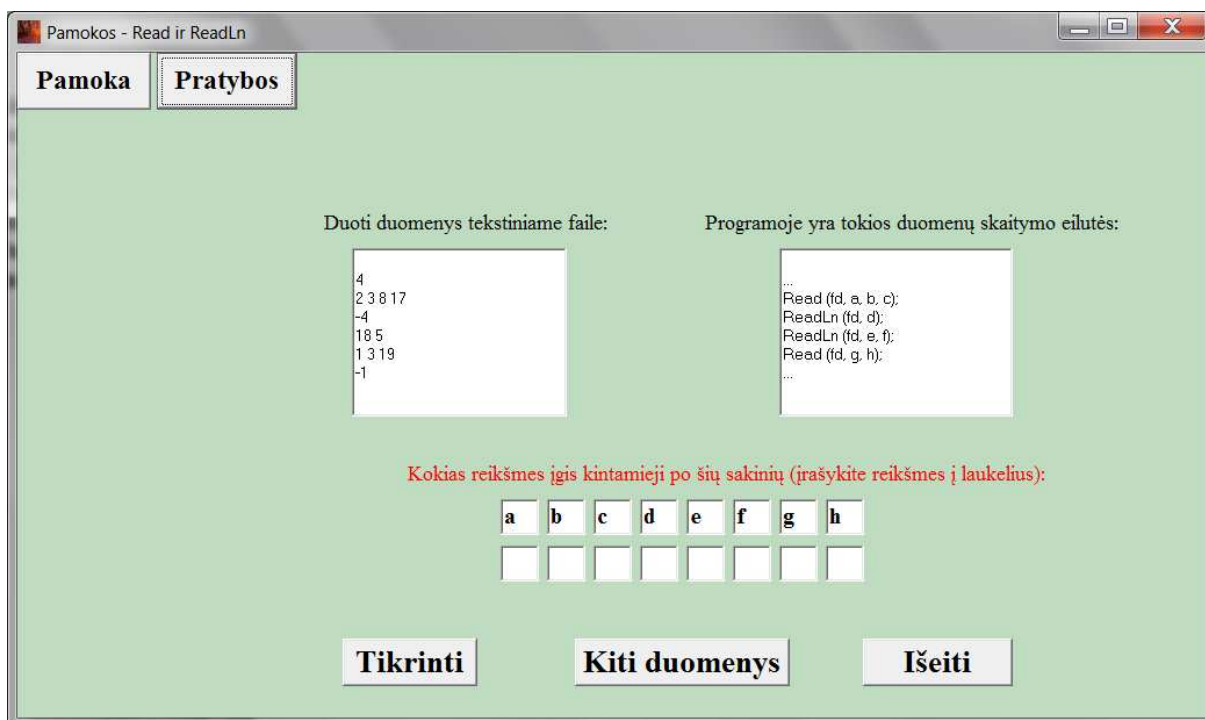 Pamokos - Read ir ReadLn
Pamoka Pratybos
Duoti duomenys tekstiniame faile:
4
2 3 8 17
-4
18 5
1 3 19
-1
Programoje yra tokios duomenų skaitymo eilutės:
...
Read (fd, a, b, c);
ReadLn (fd, d);
ReadLn (fd, e, f);
Read (fd, g, h);
...
Kokias reikšmes įgis kintamieji po šių sakinių (įrašykite reikšmes į laukelius):
a b c d e f g h
Tikrinti Kiti duomenys Išeiti